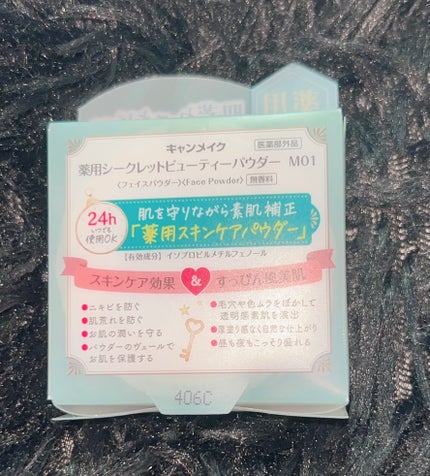 キャンメイク
医薬部外品
薬用シークレットビューティーパウダー M01
〈フェイスパウダー〉〈Face Powder〉 無香料
24h
いつでも
使用OK
肌を守りながら素肌補正
「薬用スキンケアパウダー」
【有効成分】イソプロピルメチルフェノール
スキンケア効果 & すっぴん風美肌
●ニキビを防ぐ
●肌荒れを防ぐ
●お肌の潤いを守る
●パウダーのヴェールで
お肌を保護する
●毛穴や色ムラをぼかして
透明感素肌を演出
●厚塗り感なく自然な仕上がり
●昼も夜もこっそり盛れる
406C